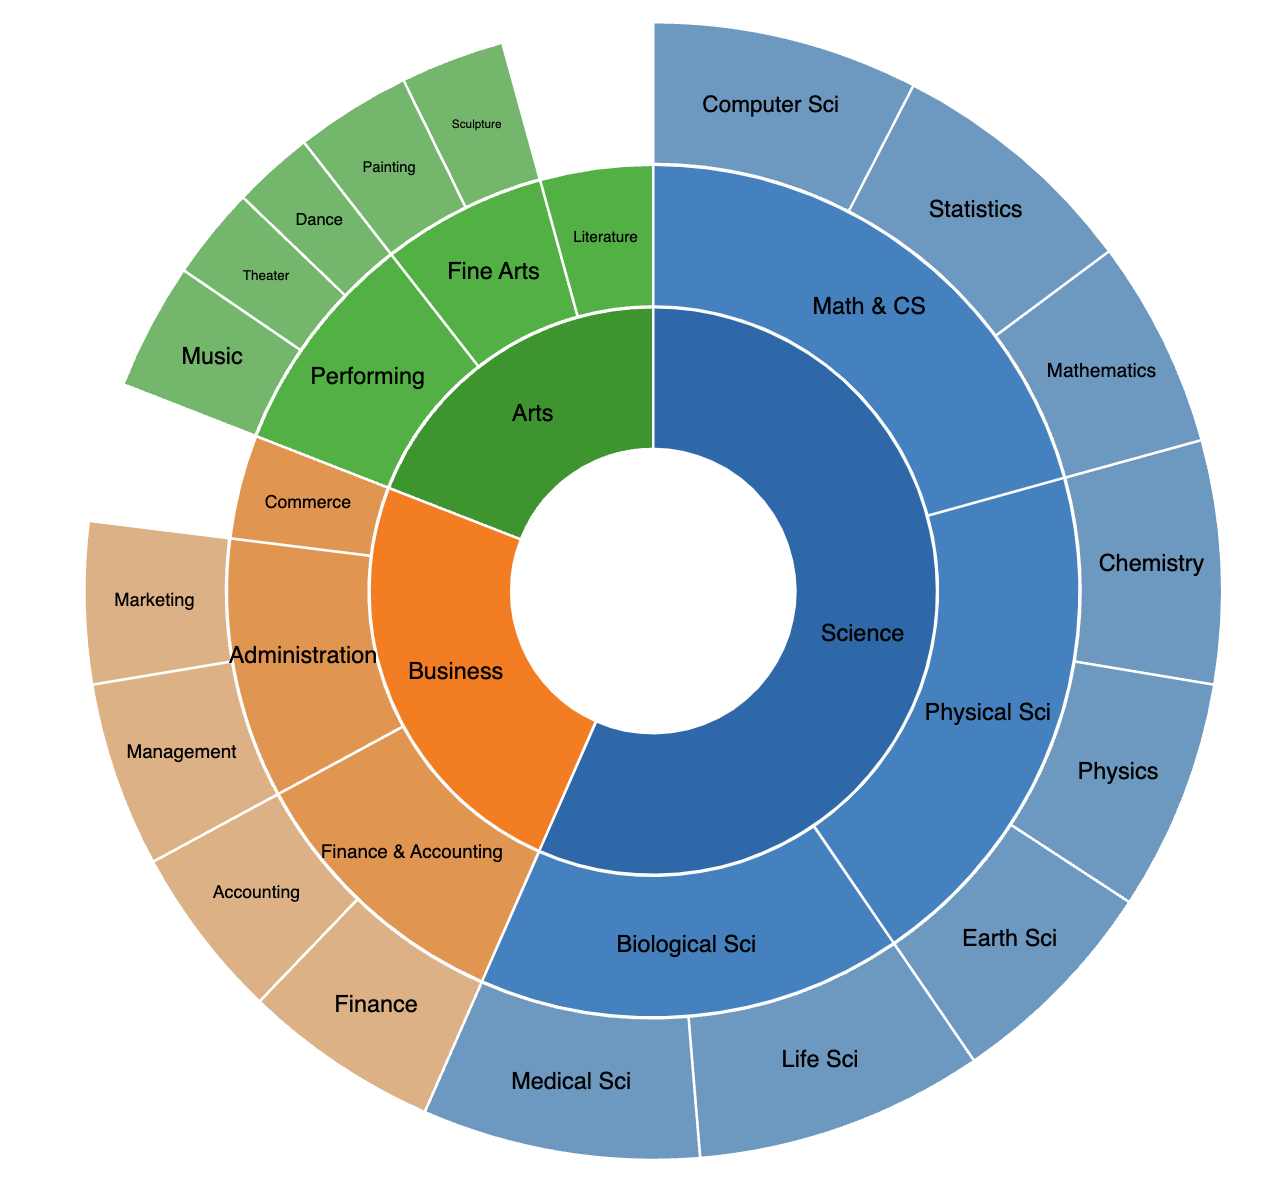 Computer Sci
Sculpture
Painting
Statistics
Dance
Literature
Fine Arts
Theater
Math & CS
Music
Mathematics
Performing
Arts
Commerce
Chemistry
Marketing
Science
Administration
Business
Physical Sci
Management
Physics
Finance & Accounting
Accounting
Earth Sci
Biological Sci
Finance
Life Sci
Medical Sci